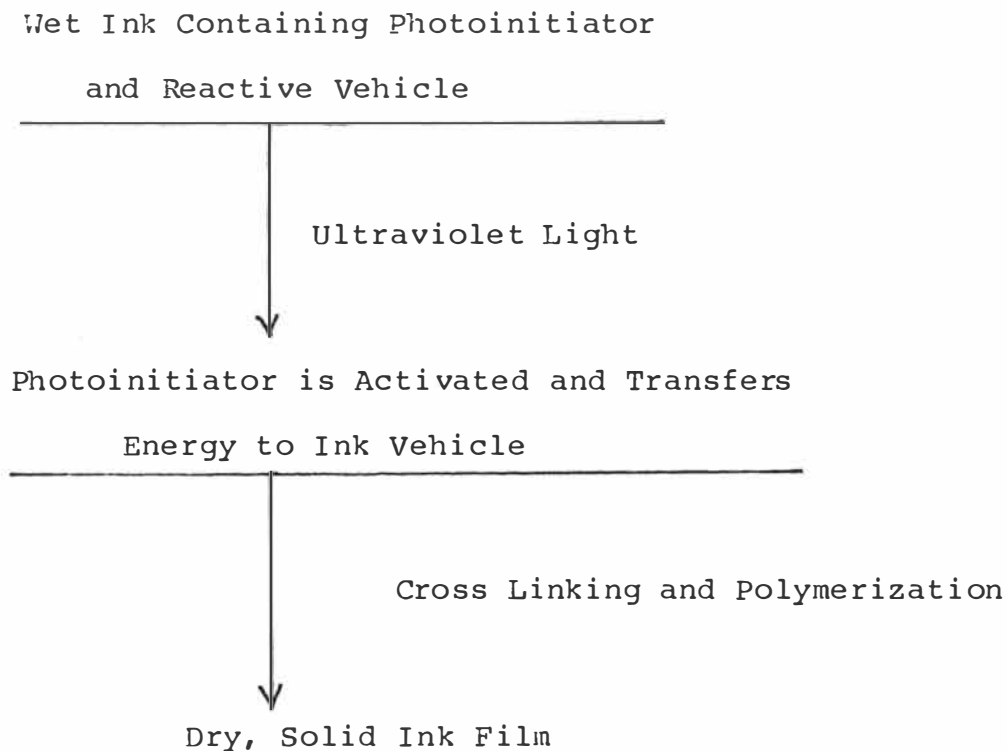 Wet Ink Containing Photoinitiator
and Reactive Vehicle
Ultraviolet Light
Photoinitiator is Activated and Transfers
Energy to Ink Vehicle
Cross Linking and Polymerization
Dry, Solid Ink Film